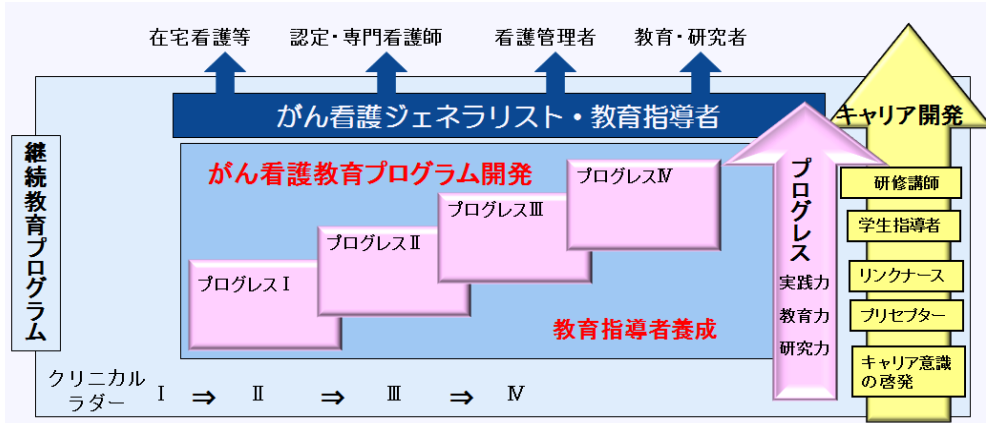 在宅看護等
認定・専門看護師
看護管理者
教育・研究者
がん看護ジェネラリスト・教育指導者
キャリア開発
継続教育プログラム
がん看護教育プログラム開発
プログレスⅠ
プログレスⅡ
プログレスⅢ
プログレスⅣ
教育指導者養成
プログレス
実践力
教育力
研究力
研修講師
学生指導者
リンクナース
プリセプター
キャリア意識
の啓発
クリニカル
ラダー
Ⅰ ⇒ Ⅱ ⇒ Ⅲ ⇒ Ⅳ